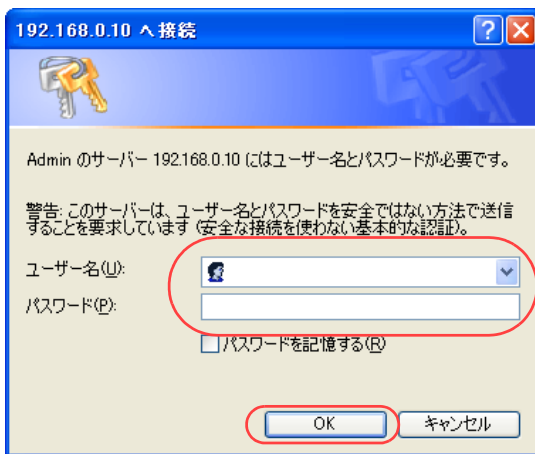 192.168.0.10 へ接続
Admin のサーバー 192.168.0.10 にはユーザー名とパスワードが必要です。
警告: このサーバーは、ユーザー名とパスワードを安全ではない方法で送信
することを要求しています (安全な接続を使わない基本的な認証)。
ユーザー名(U):
パスワード(P):
パスワードを記憶する(R)
OK キャンセル